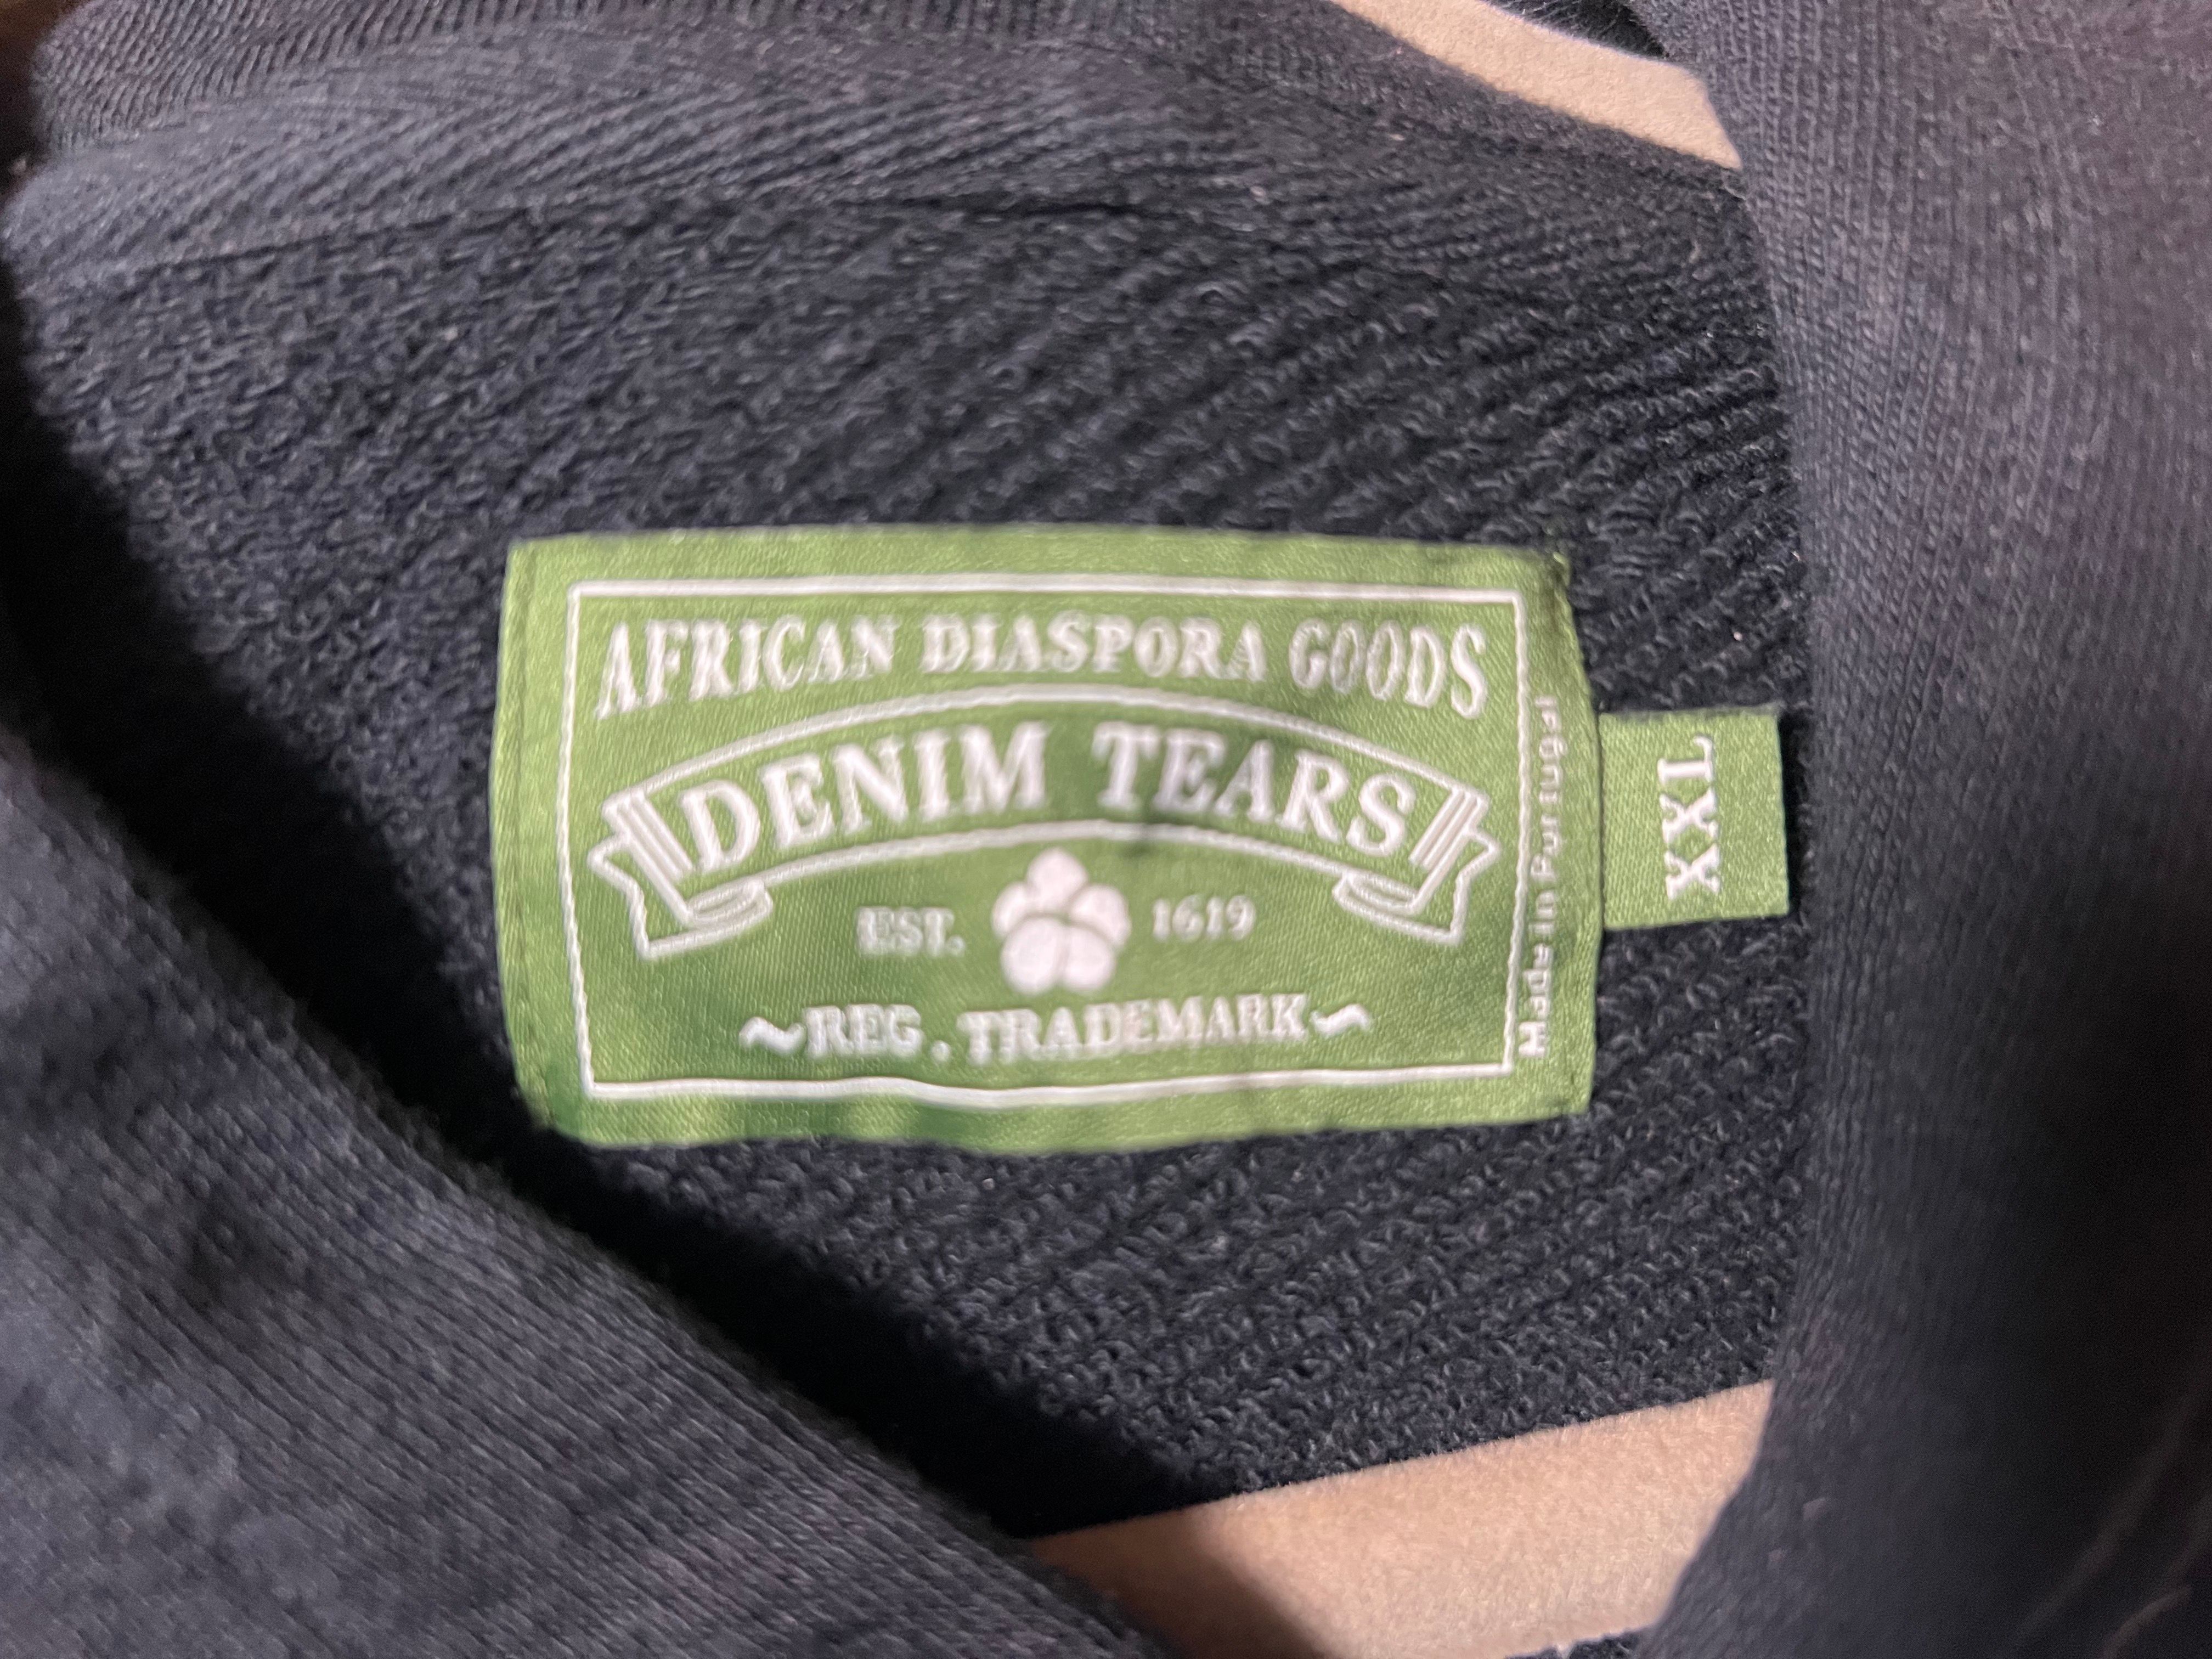 AFRICAN DIASPORA GOODS
DENIM TEARS
EST. 1619
~REG. TRADEMARK~
Made in Portugal
XXL